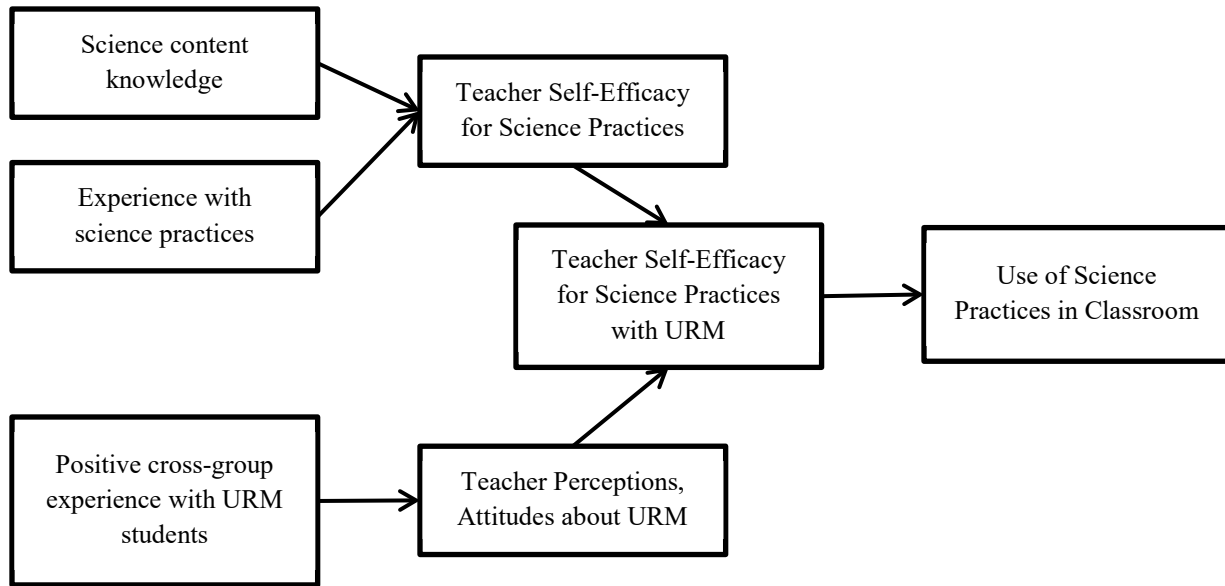 Science content
knowledge
Teacher Self-Efficacy
for Science Practices
Experience with
science practices
Teacher Self-Efficacy
for Science Practices
with URM
Use of Science
Practices in Classroom
Positive cross-group
experience with URM
students
Teacher Perceptions,
Attitudes about URM